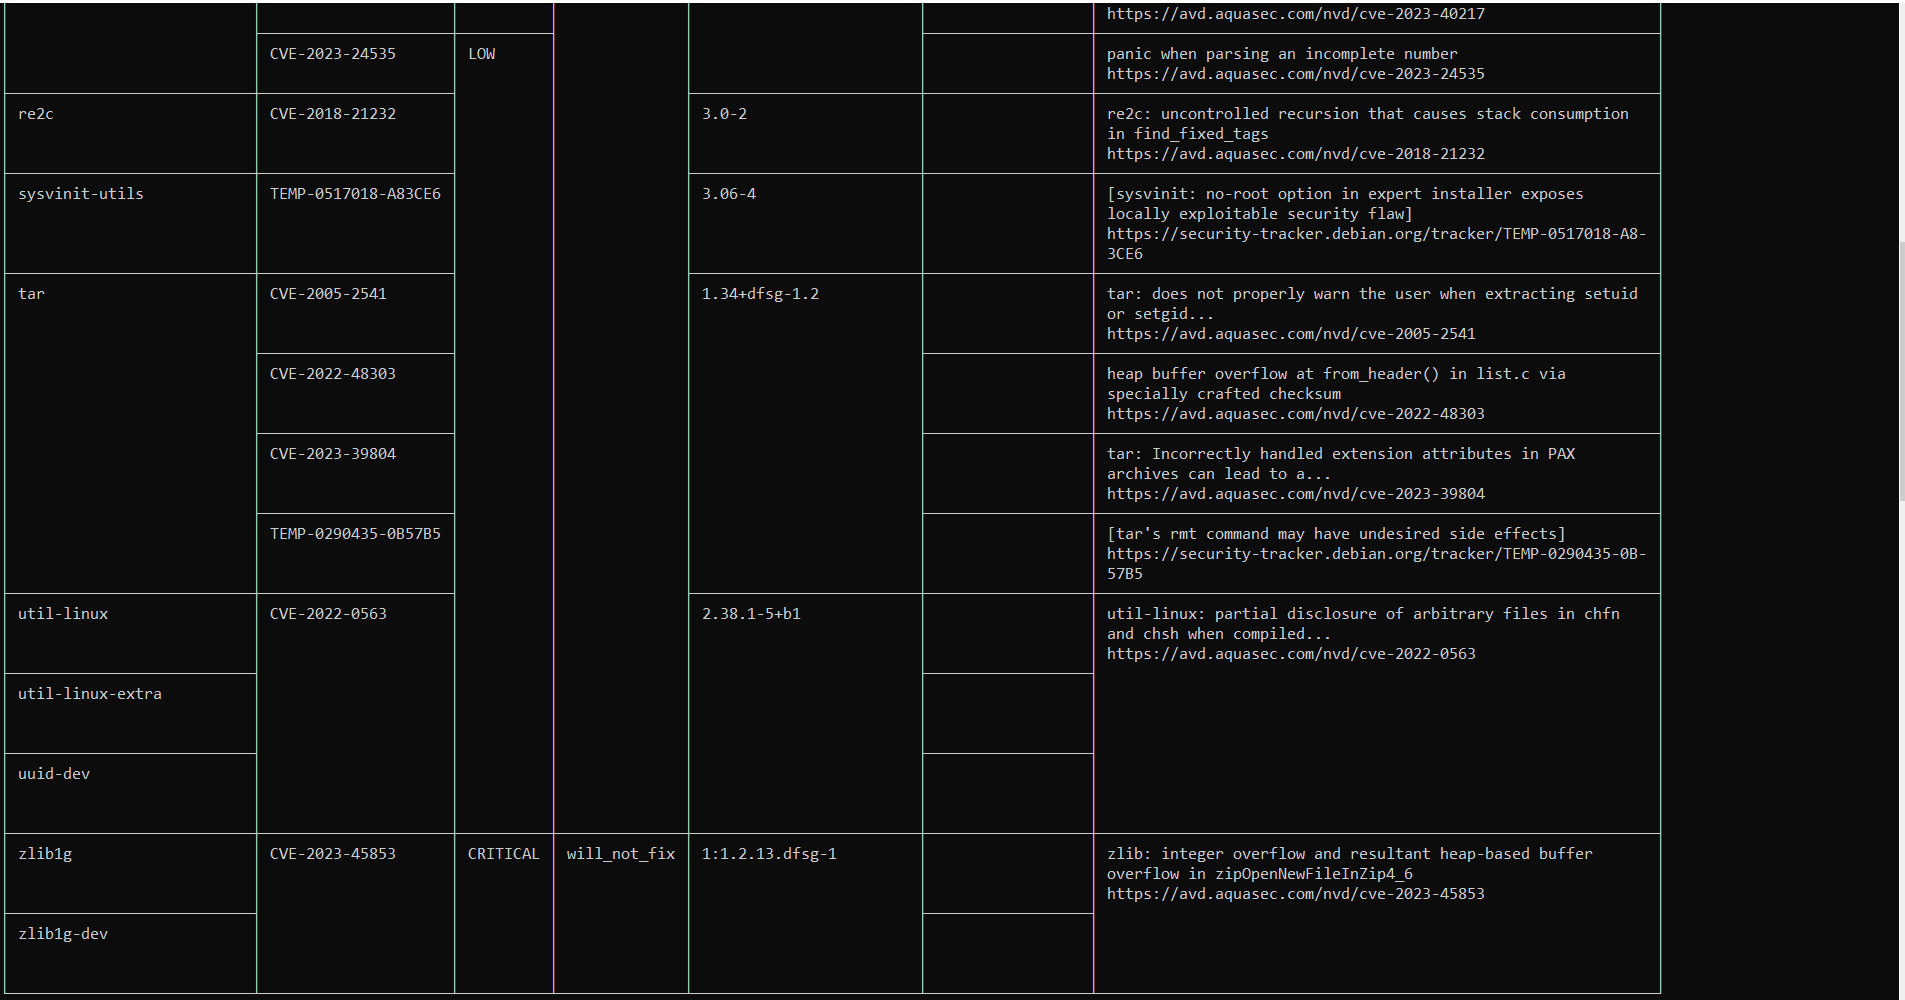 https://avd.aquasec.com/nvd/cve-2023-40217
CVE-2023-24535 LOW panic when parsing an incomplete number
https://avd.aquasec.com/nvd/cve-2023-24535
re2c CVE-2018-21232 3.0-2 re2c: uncontrolled recursion that causes stack consumption
in find_fixed_tags
https://avd.aquasec.com/nvd/cve-2018-21232
sysvinit-utils TEMP-0517018-A83CE6 3.06-4 [sysvinit: no-root option in expert installer exposes
locally exploitable security flaw]
https://security-tracker.debian.org/tracker/TEMP-0517018-A8-
3CE6
tar CVE-2005-2541 1.34+dfsg-1.2 tar: does not properly warn the user when extracting setuid
or setgid...
https://avd.aquasec.com/nvd/cve-2005-2541
CVE-2022-48303 heap buffer overflow at from_header() in list.c via
specially crafted checksum
https://avd.aquasec.com/nvd/cve-2022-48303
CVE-2023-39804 tar: Incorrectly handled extension attributes in PAX
archives can lead to a...
https://avd.aquasec.com/nvd/cve-2023-39804
TEMP-0290435-0B57B5 [tar's rmt command may have undesired side effects]
https://security-tracker.debian.org/tracker/TEMP-0290435-0B-
57B5
util-linux CVE-2022-0563 2.38.1-5+b1 util-linux: partial disclosure of arbitrary files in chfn
and chsh when compiled...
https://avd.aquasec.com/nvd/cve-2022-0563
util-linux-extra
uuid-dev
zlib1g CVE-2023-45853 CRITICAL will_not_fix 1:1.2.13.dfsg-1 zlib: integer overflow and resultant heap-based buffer
overflow in zipOpenNewFileInZip4_6
https://avd.aquasec.com/nvd/cve-2023-45853
zlib1g-dev